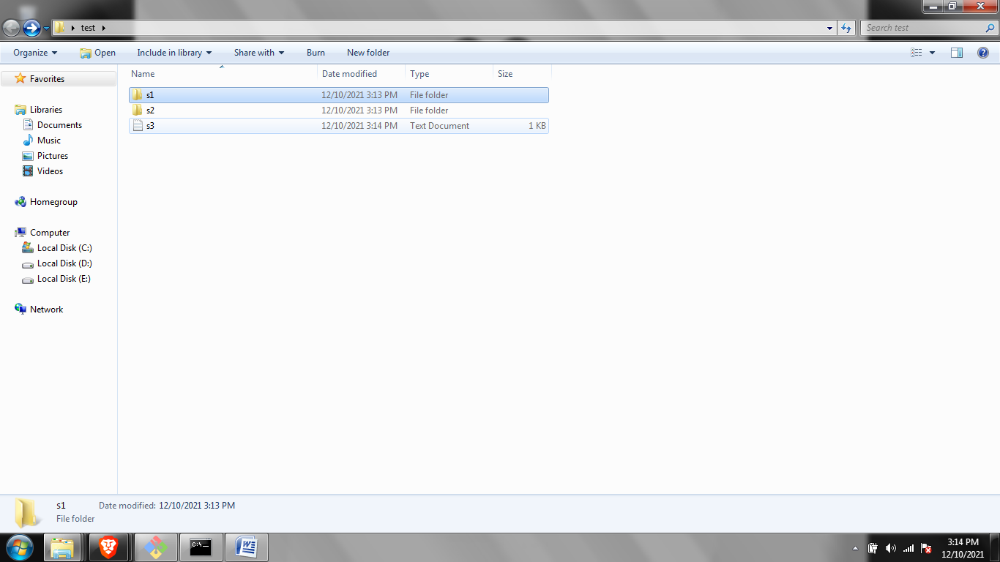 test
Search test
Organize Open Include in library Share with Burn New folder
Name Date modified Type Size
Favorites
Libraries
Documents
Music
Pictures
Videos
Homegroup
Computer
Local Disk (C:)
Local Disk (D:)
Local Disk (E:)
Network
s1 12/10/2021 3:13 PM File folder
s2 12/10/2021 3:13 PM File folder
s3 12/10/2021 3:14 PM Text Document 1 KB
s1 Date modified: 12/10/2021 3:13 PM
File folder
C:\
W
3:14 PM
12/10/2021